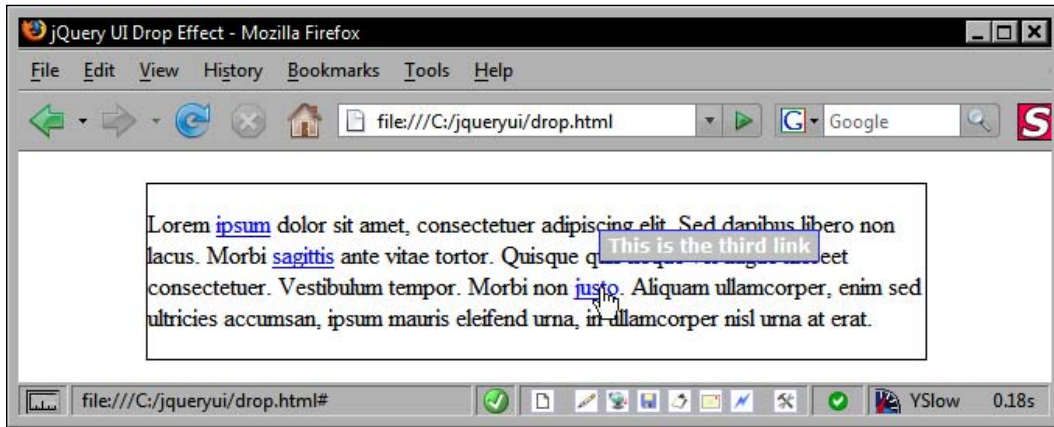 jQuery UI Drop Effect - Mozilla Firefox
File Edit View History Bookmarks Tools Help
file:///C:/jqueryui/drop.html G Google S
Lorem ipsum dolor sit amet, consectetuer adipiscing elit. Sed dapibus libero non
This is the third link
lacus. Morbi sagittis ante vitae tortor. Quisque
consectetuer. Vestibulum tempor. Morbi non justo. Aliquam ullamcorper, enim sed
ultricies accumsan, ipsum mauris eleifend urna, in ullamcorper nisl urna at erat.
file:///C:/jqueryui/drop.html# YSlow 0.18s